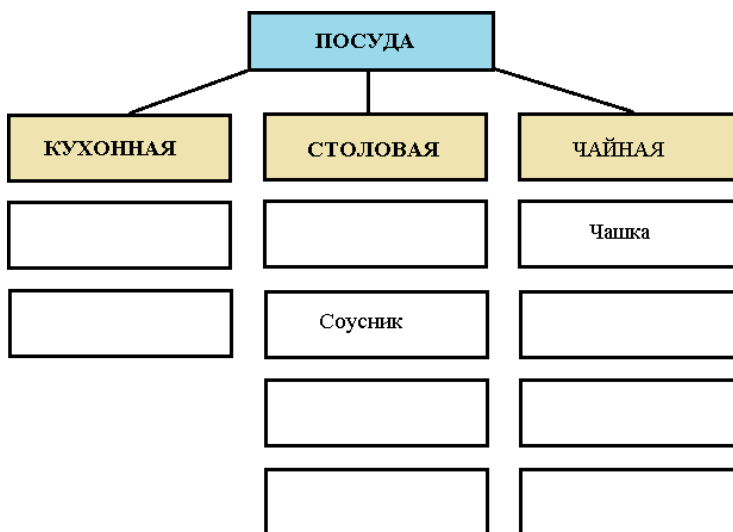 ПОСУДА
КУХОННАЯ
СТОЛОВАЯ
ЧАЙНАЯ
Чашка
Соусник